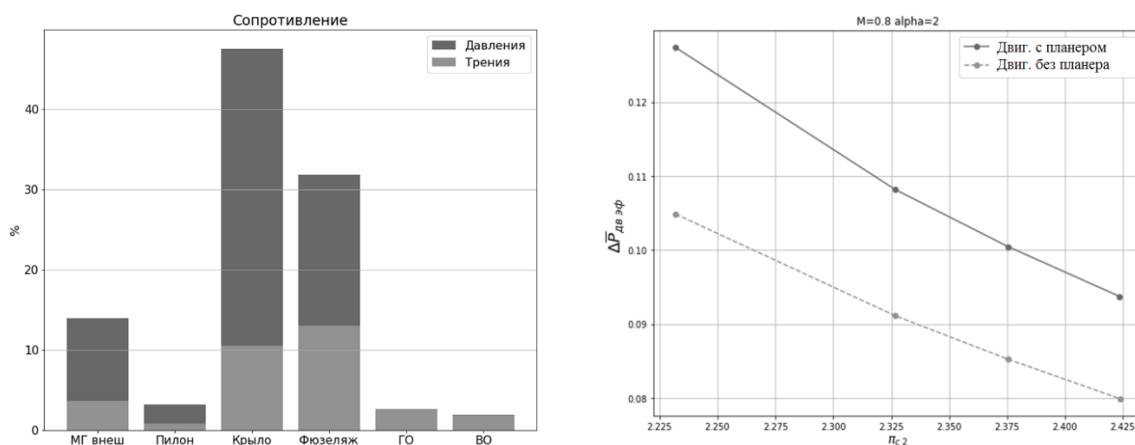 Сопротивление
Давления
Трения
%
40
30
20
10
0
МГ внеш
Пилон
Крыло
Фюзеляж
ГО
ВО
M=0.8 alpha=2
Двиг. с планером
Двиг. без планера
ΔP̅дв эф
0.12
0.11
0.10
0.09
0.08
2.225
2.250
2.275
2.300
2.325
2.350
2.375
2.400
2.425
πc 2